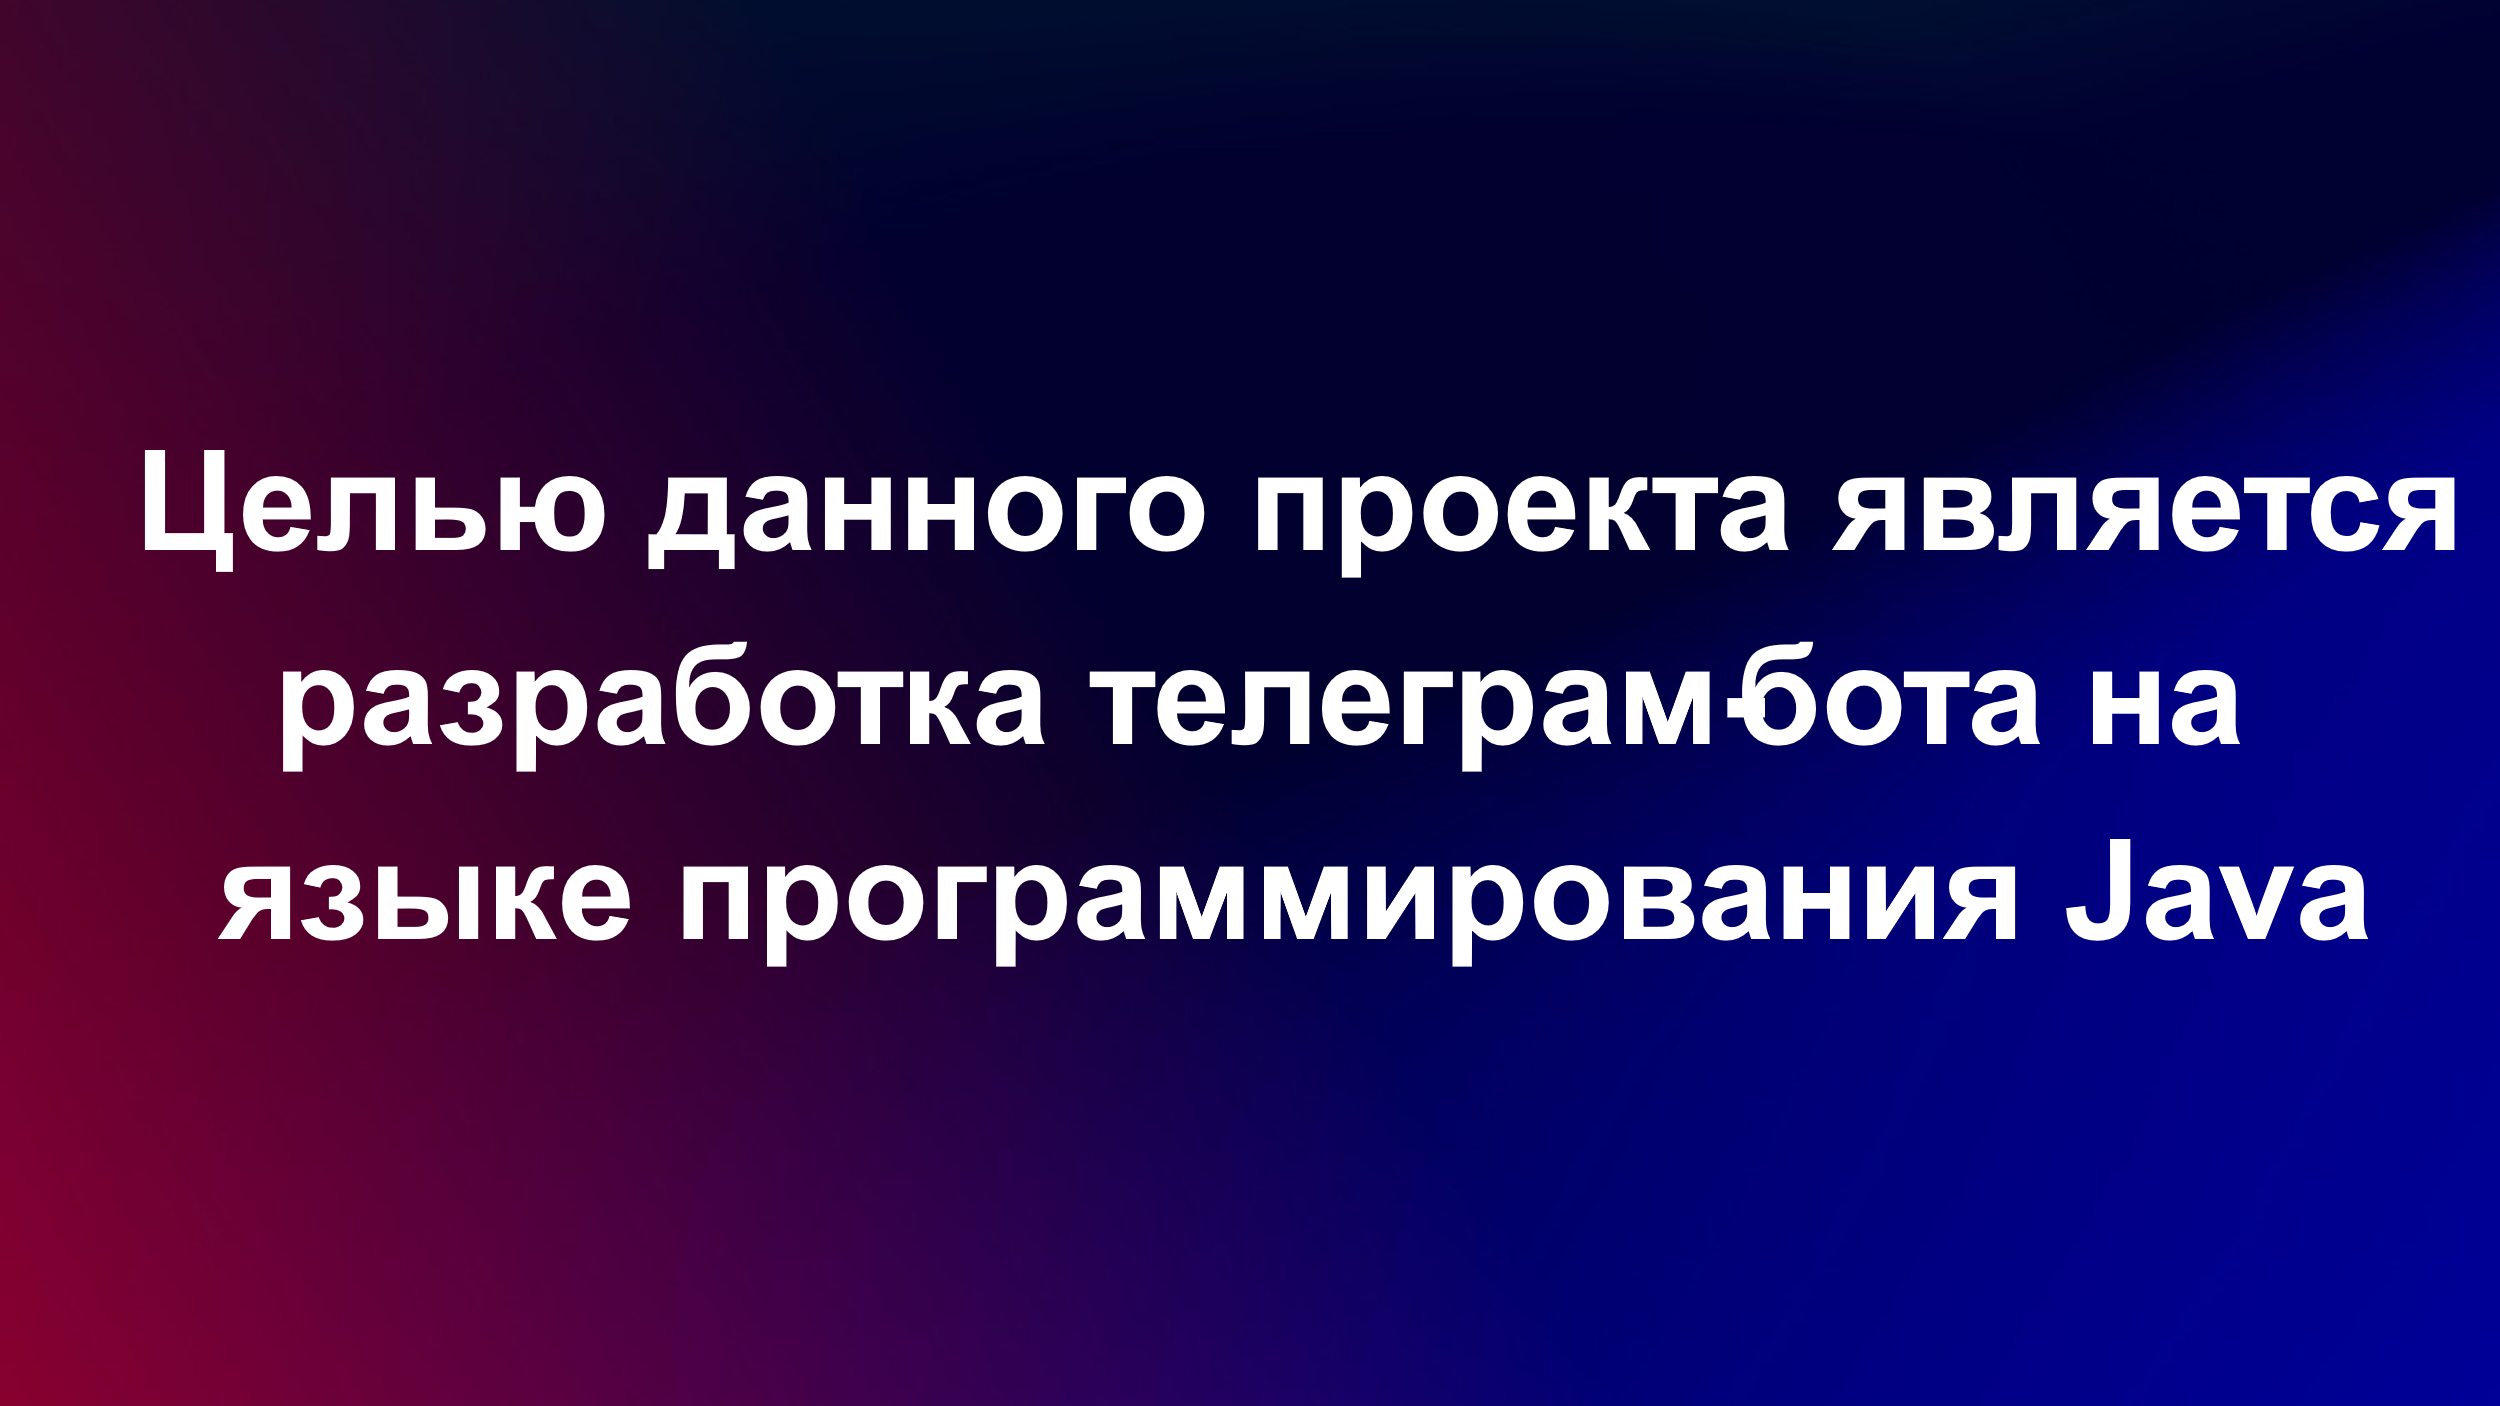 Целью данного проекта является
разработка телеграм-бота на
языке программирования Java